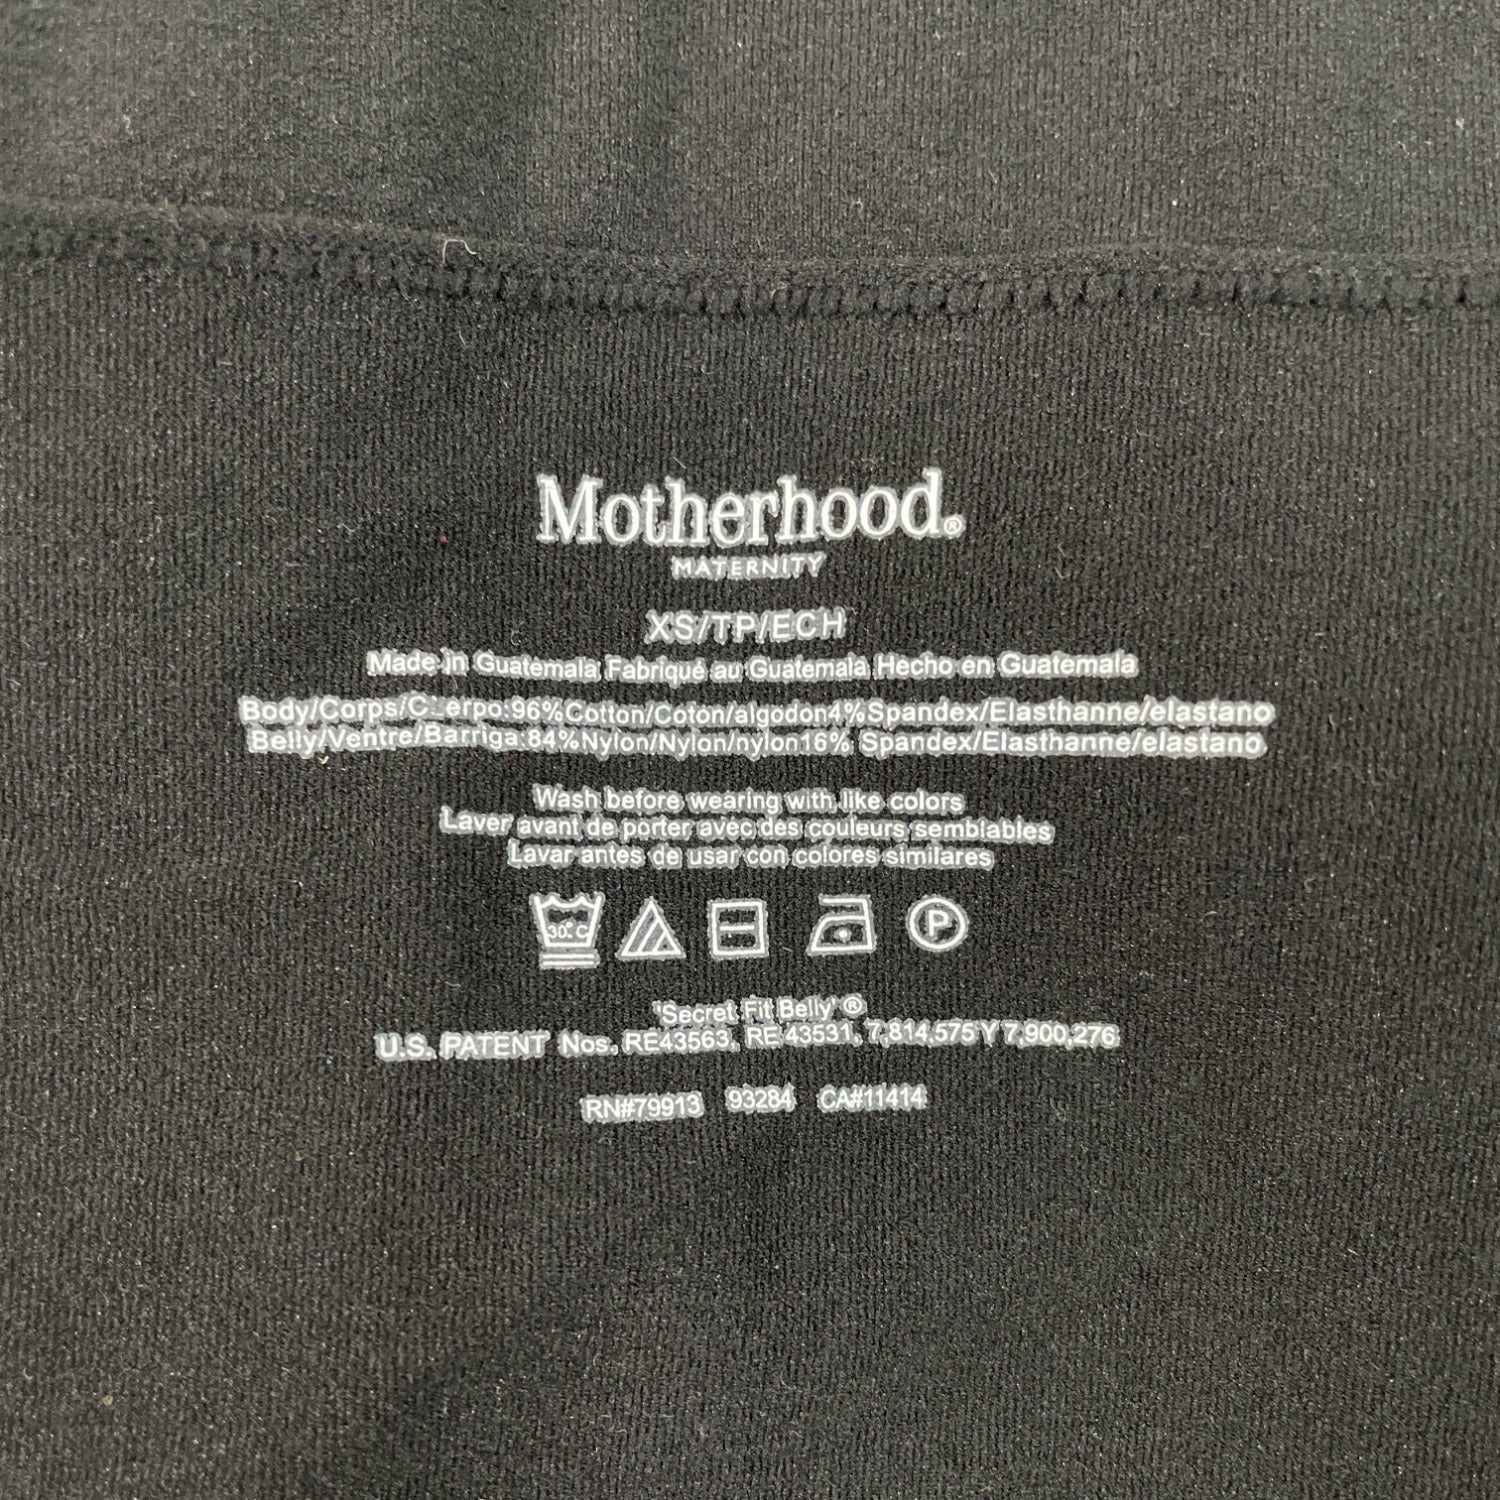 Motherhood®
MATERNITY
XS/TP/ECH
Made in Guatemala Fabriqué au Guatemala Hecho en Guatemala
Body/Corps/C erpo:96%Cotton/Coton/algodon4%Spandex/Elasthanne/elastano
Belly/Ventre/Barriga:84%Nylon/Nylon/nylon16% Spandex/Elasthanne/elastano
Wash before wearing with like colors
Laver avant de porter avec des couleurs semblables
Lavar antes de usar con colores similares
30°C P
'Secret Fit Belly' ®
U.S. PATENT Nos. RE43563, RE 43531, 7,814,575 Y 7,900,276
RN#79913 93284 CA#11414